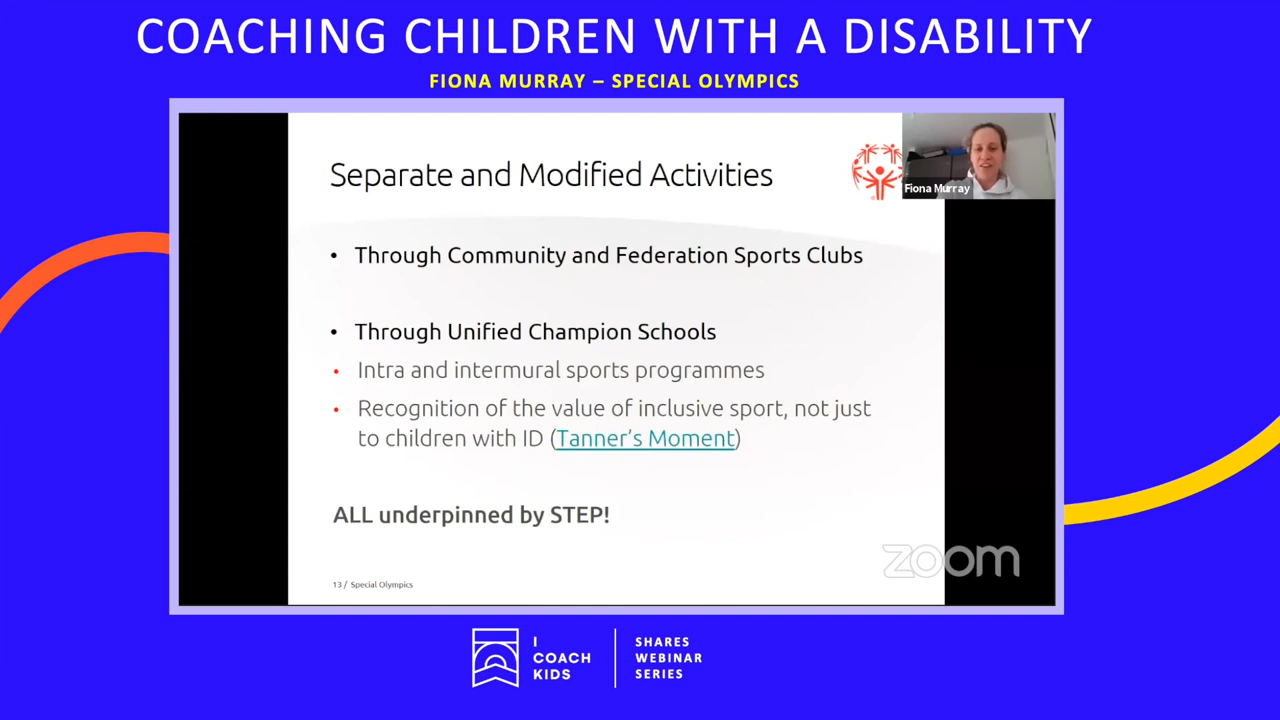 COACHING CHILDREN WITH A DISABILITY
FIONA MURRAY – SPECIAL OLYMPICS
Separate and Modified Activities
Fiona Murray
• Through Community and Federation Sports Clubs
• Through Unified Champion Schools
• Intra and intermural sports programmes
• Recognition of the value of inclusive sport, not just
to children with ID (Tanner’s Moment)
ALL underpinned by STEP!
13 / Special Olympics
zoom
I
COACH
KIDS
SHARES
WEBINAR
SERIES